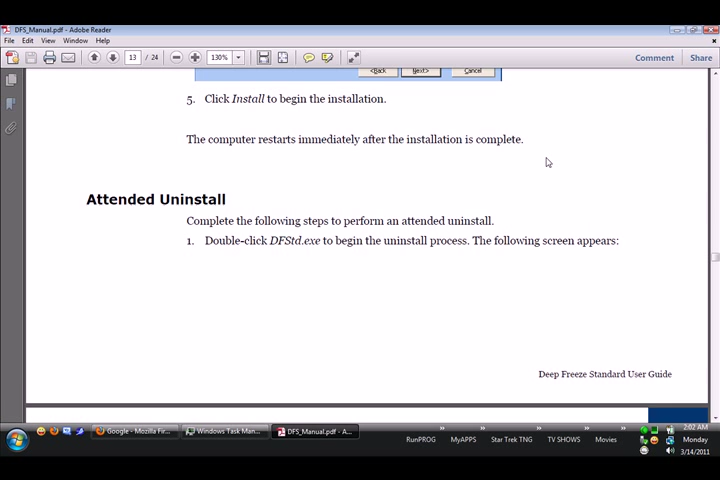 DFS_Manual.pdf - Adobe Reader
File Edit View Window Help
13 / 24 130% Comment Share
<Back Next> Cancel
5. Click Install to begin the installation.
The computer restarts immediately after the installation is complete.
Attended Uninstall
Complete the following steps to perform an attended uninstall.
1. Double-click DFStd.exe to begin the uninstall process. The following screen appears:
Deep Freeze Standard User Guide
Google - Mozilla Fir... Windows Task Man... DFS_Manual.pdf - A...
2:02 AM
RunPROG MyAPPS Star Trek TNG TV SHOWS Movies Monday
3/14/2011